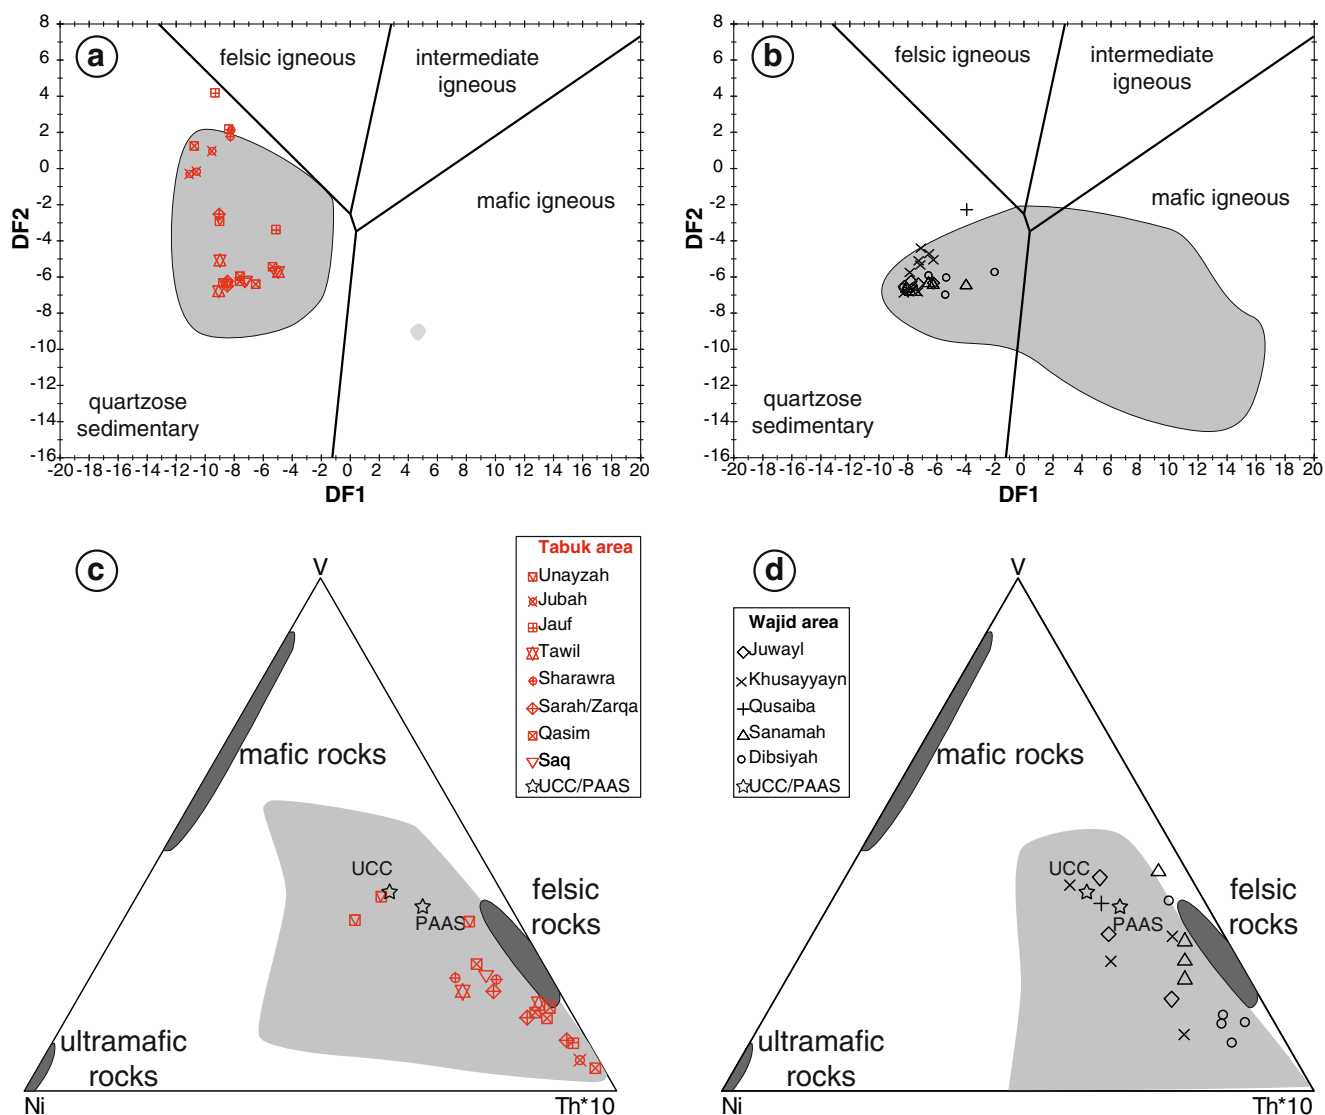 a
felsic igneous
intermediate
igneous
mafic igneous
quartzose
sedimentary
DF2
8
6
4
2
0
-2
-4
-6
-8
-10
-12
-14
-16
-20 -18 -16 -14 -12 -10 -8 -6 -4 -2 0 2 4 6 8 10 12 14 16 18 20
DF1
b
felsic igneous
intermediate
igneous
mafic igneous
quartzose
sedimentary
DF2
8
6
4
2
0
-2
-4
-6
-8
-10
-12
-14
-16
-20 -18 -16 -14 -12 -10 -8 -6 -4 -2 0 2 4 6 8 10 12 14 16 18 20
DF1
c
V
mafic rocks
UCC
PAAS
felsic
rocks
ultramafic
rocks
Ni
Th*10
Tabuk area
Unayzah
Jubah
Jauf
Tawil
Sharawra
Sarah/Zarqa
Qasim
Saq
UCC/PAAS
d
V
Wajid area
Juwayl
Khusayyayn
Qusaiba
Sanamah
Dibsiyah
UCC/PAAS
mafic rocks
UCC
PAAS
felsic
rocks
ultramafic
rocks
Ni
Th*10